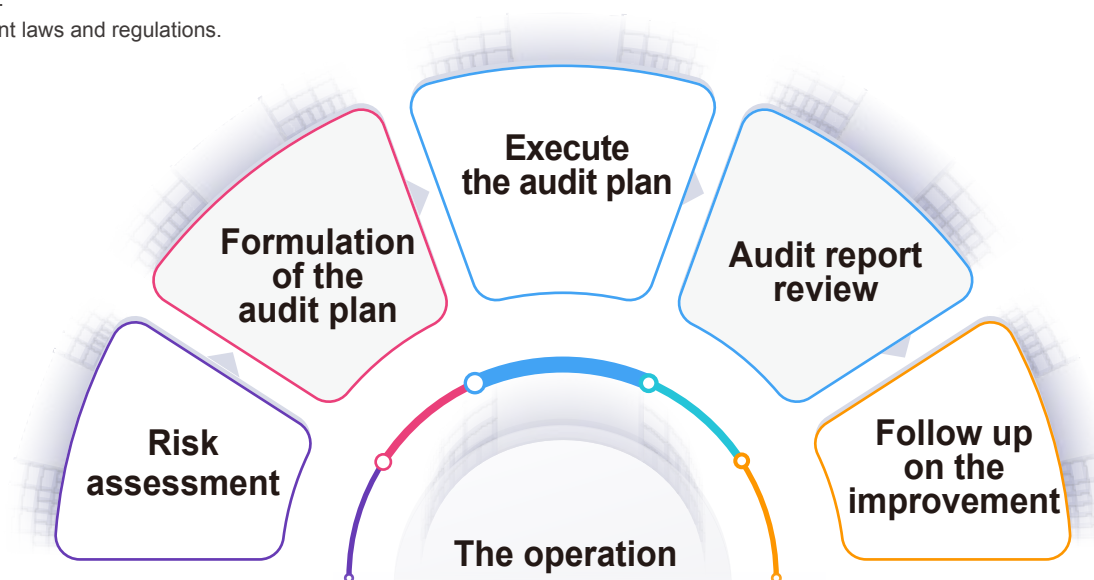 nt laws and regulations.
Execute
the audit plan
Formulation
of the
audit plan
Audit report
review
Risk
assessment
Follow up
on the
improvement
The operation